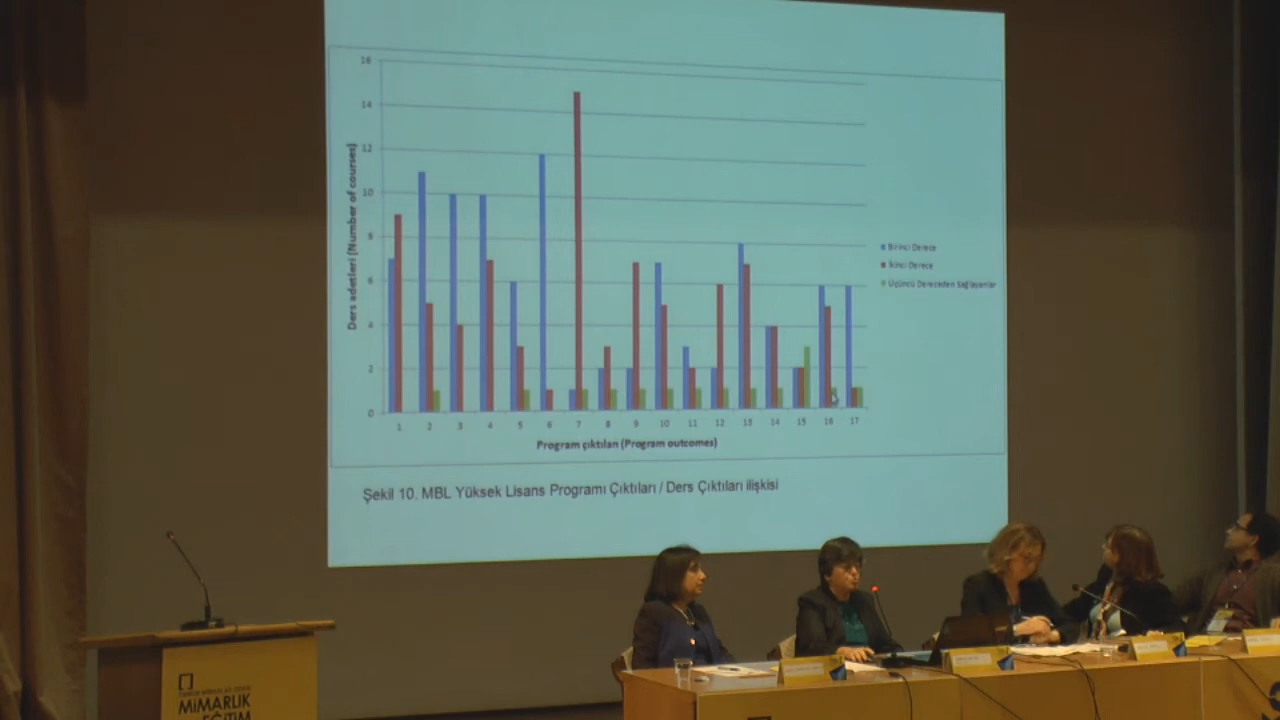 16
14
12
10
8
6
4
2
0
Ders adetleri (Number of courses)
1 2 3 4 5 6 7 8 9 10 11 12 13 14 15 16 17
Program çıktıları (Program outcomes)
Birinci Derece
İkinci Derece
Üçüncü Dereceden Sağlayanlar
Şekil 10. MBL Yüksek Lisans Programı Çıktıları / Ders Çıktıları ilişkisi
MİMARLIK
EĞİTİM